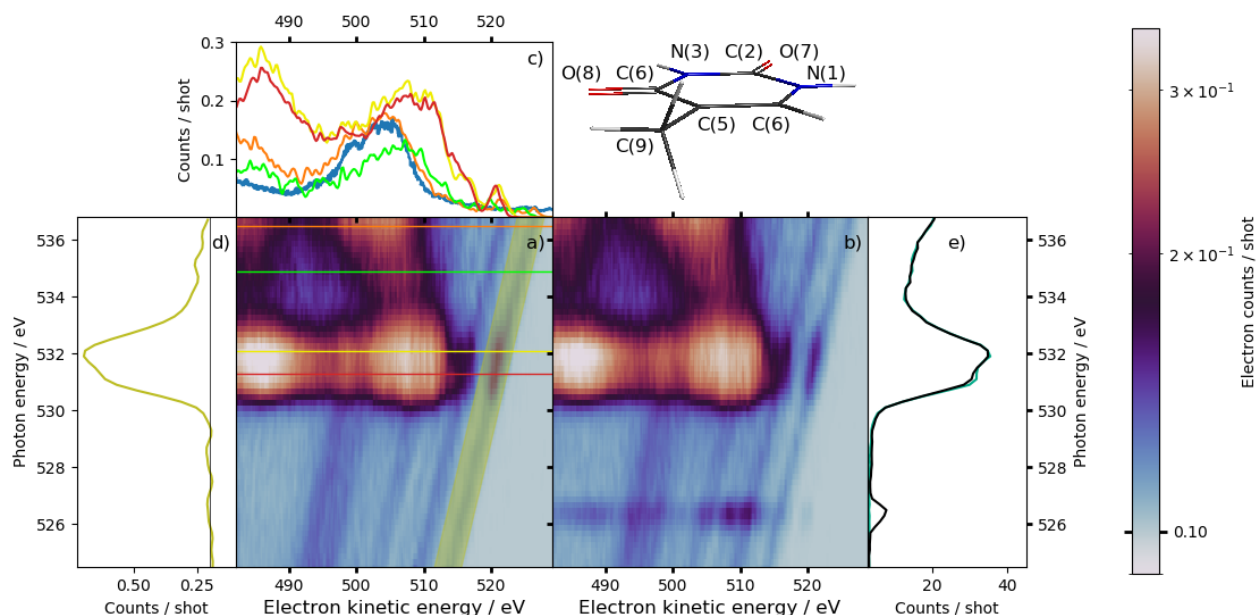 490 500 510 520
0.3
0.2
0.1
Counts / shot
c)
N(3) C(2) O(7)
O(8) C(6) N(1)
C(5) C(6)
C(9)
3 × 10⁻¹
2 × 10⁻¹
0.10
Electron counts / shot
536
534
532
530
528
526
Photon energy / eV
d)
a)
b)
e)
536
534
532
530
528
526
Photon energy / eV
0.50 0.25
Counts / shot
490 500 510 520
Electron kinetic energy / eV
490 500 510 520
Electron kinetic energy / eV
20 40
Counts / shot